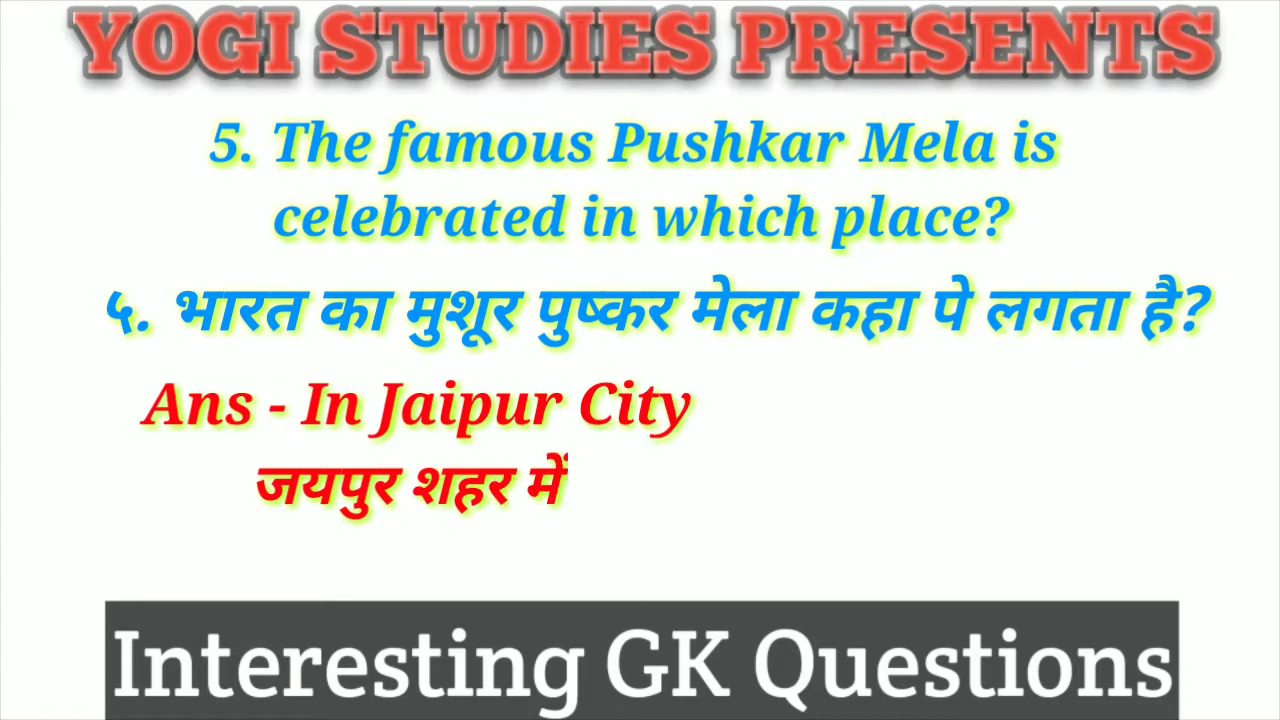 YOGI STUDIES PRESENTS
5. The famous Pushkar Mela is
celebrated in which place?
५. भारत का मुशूर पुष्कर मेला कहा पे लगता है?
Ans - In Jaipur City
जयपुर शहर में
Interesting GK Questions